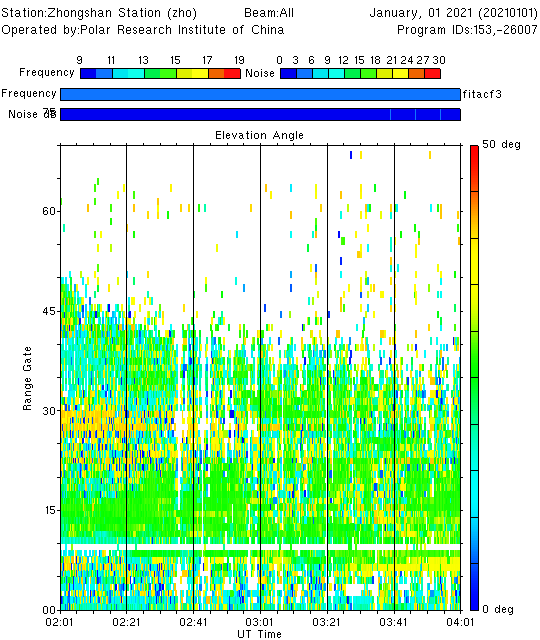 Station:Zhongshan Station (zho) Beam:All January, 01 2021 (20210101)
Operated by:Polar Research Institute of China Program IDs:153,-26007
Frequency 9 11 13 15 17 19 Noise 0 3 6 9 12 15 18 21 24 27 30
Frequency fitacf3
Noise dB 75
Elevation Angle
50 deg
60
45
30
15
00
Range Gate
0 deg
02:01 02:21 02:41 03:01 03:21 03:41 04:01
UT Time